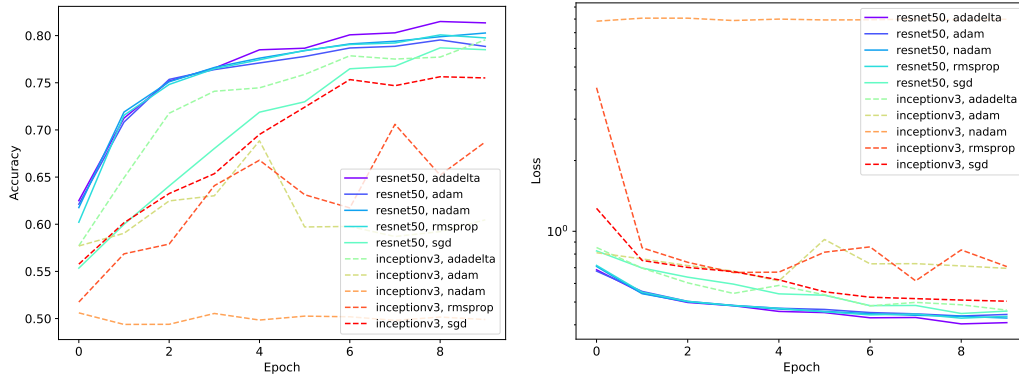 Accuracy
0.80
0.75
0.70
0.65
0.60
0.55
0.50
0 2 4 6 8
Epoch
resnet50, adadelta
resnet50, adam
resnet50, nadam
resnet50, rmsprop
resnet50, sgd
inceptionv3, adadelta
inceptionv3, adam
inceptionv3, nadam
inceptionv3, rmsprop
inceptionv3, sgd
Loss
10⁰
0 2 4 6 8
Epoch
resnet50, adadelta
resnet50, adam
resnet50, nadam
resnet50, rmsprop
resnet50, sgd
inceptionv3, adadelta
inceptionv3, adam
inceptionv3, nadam
inceptionv3, rmsprop
inceptionv3, sgd